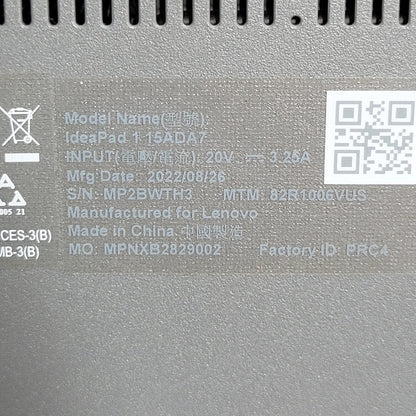 Model Name(型號):
IdeaPad 1 15ADA7
INPUT(電壓/電流): 20V ⎓ 3.25A
Mfg Date: 2022/08/26
S/N: MP2BWTH3 MTM: 82R1006VUS
Manufactured for Lenovo
Made in China 中國製造
MO: MPNXB2829002 Factory ID: PRC4
005 21
CES-3(B)
MB-3(B)